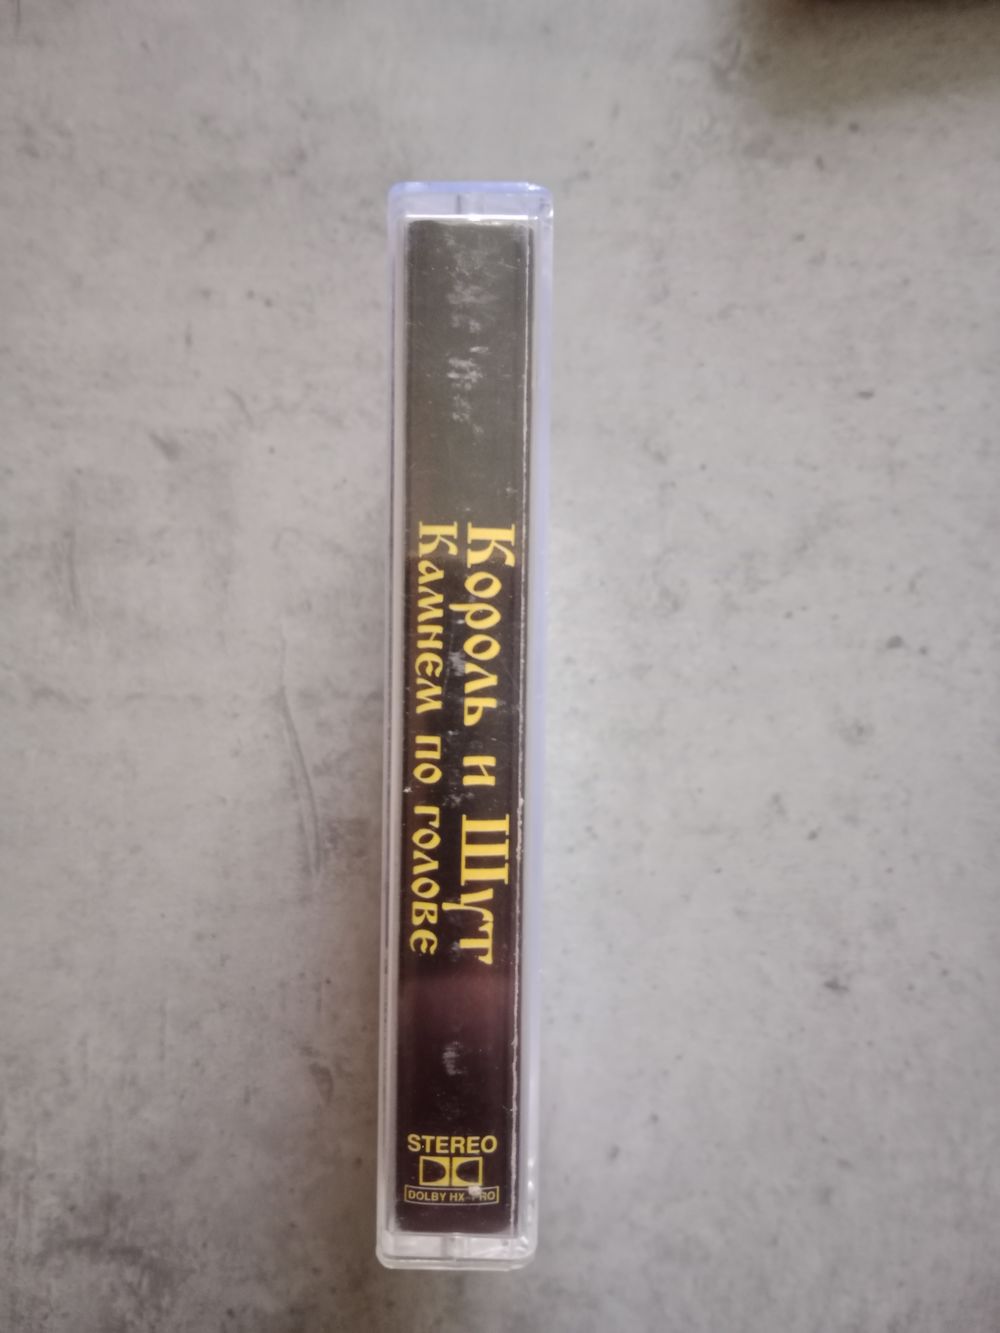 Король и Шут
Камнем по голове
STEREO
DOLBY HX PRO